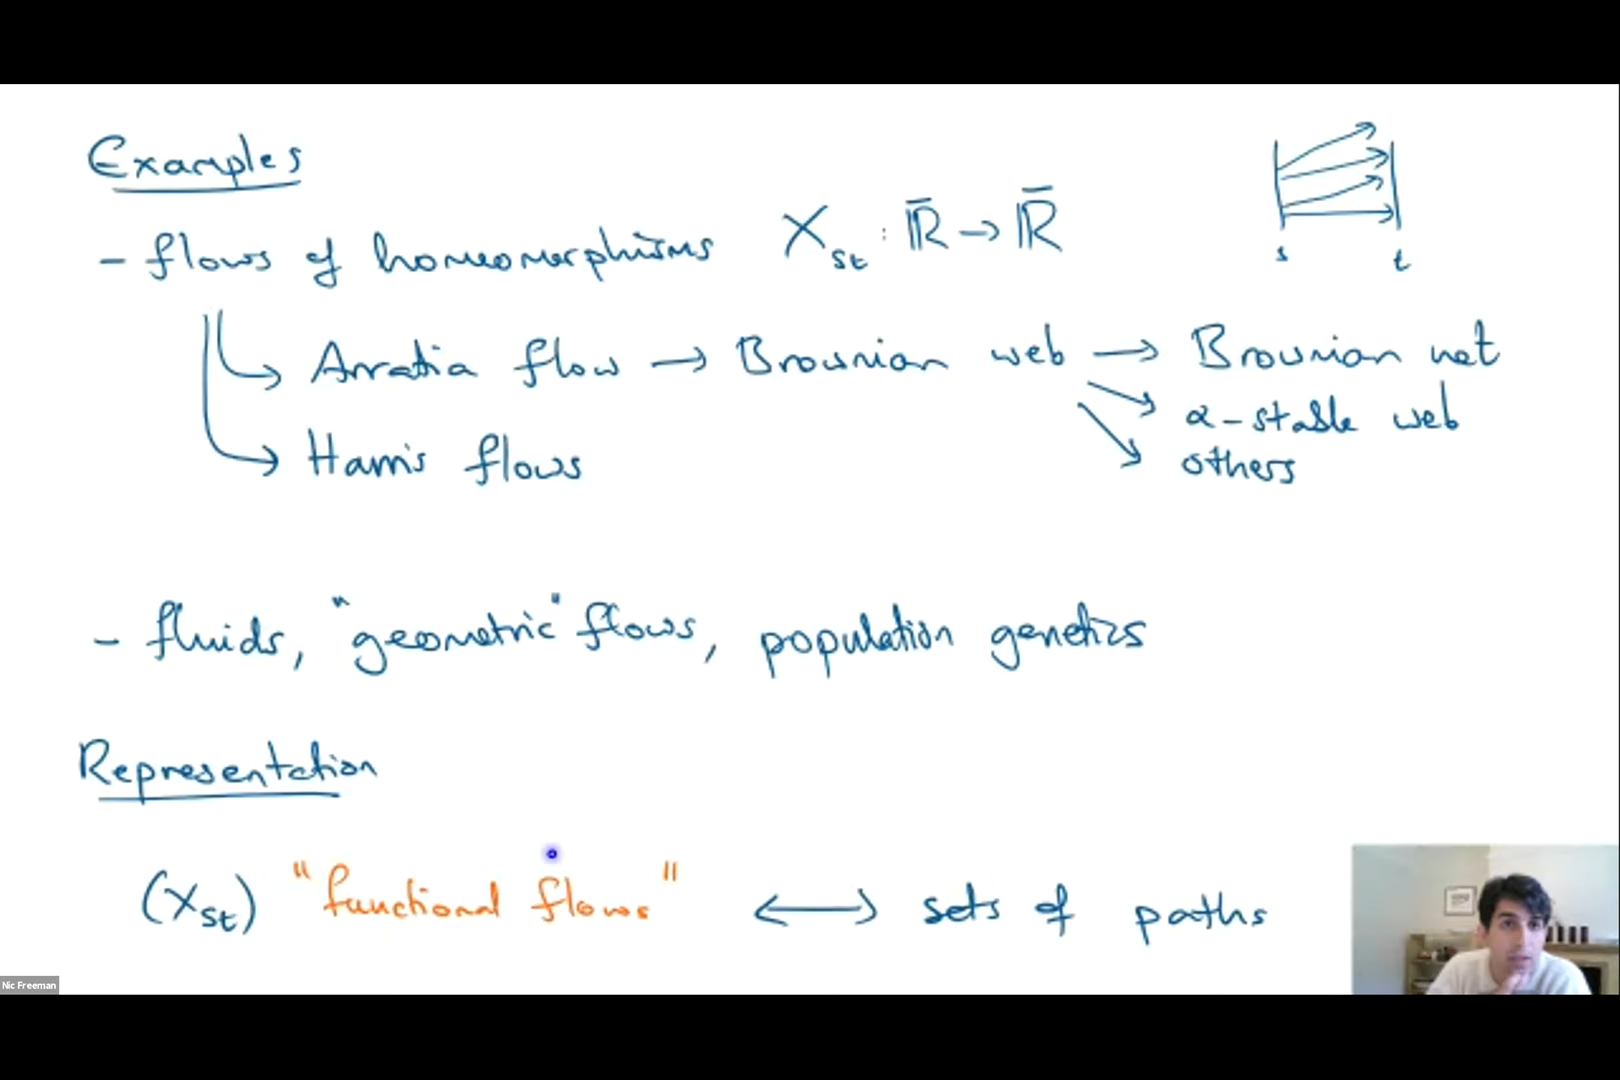 Examples
- flows of homeomorphisms X_st : R̄ → R̄
s t
→ Arratia flow → Brownian web → Brownian net
→ α-stable web
→ Harris flows
→ others
- fluids, "geometric" flows, population genetics
Representation
(X_st) "functional flows" ⟷ sets of paths
Nic Freeman